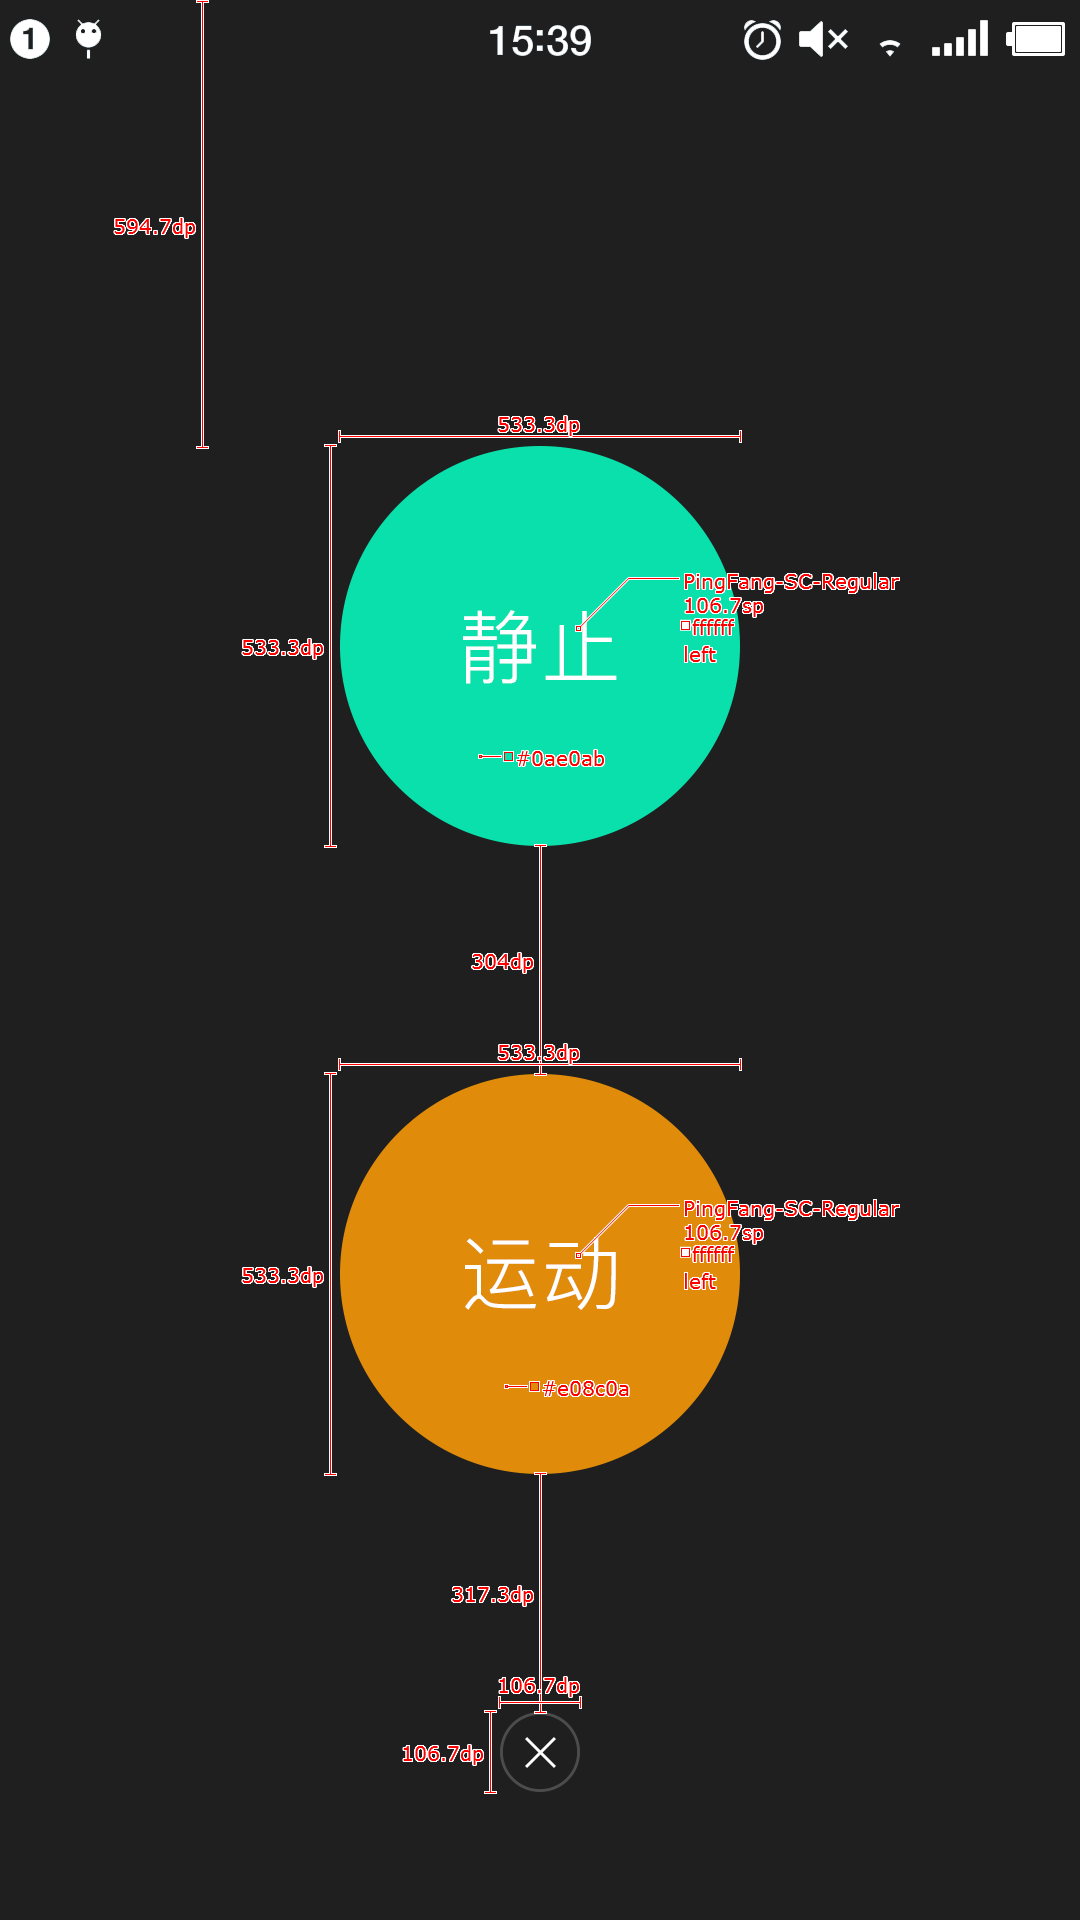 1
15:39
594.7dp
533.3dp
533.3dp
静止
PingFang-SC-Regular
106.7sp
ffffff
left
#0ae0ab
304dp
533.3dp
533.3dp
运动
PingFang-SC-Regular
106.7sp
ffffff
left
#e08c0a
317.3dp
106.7dp
106.7dp